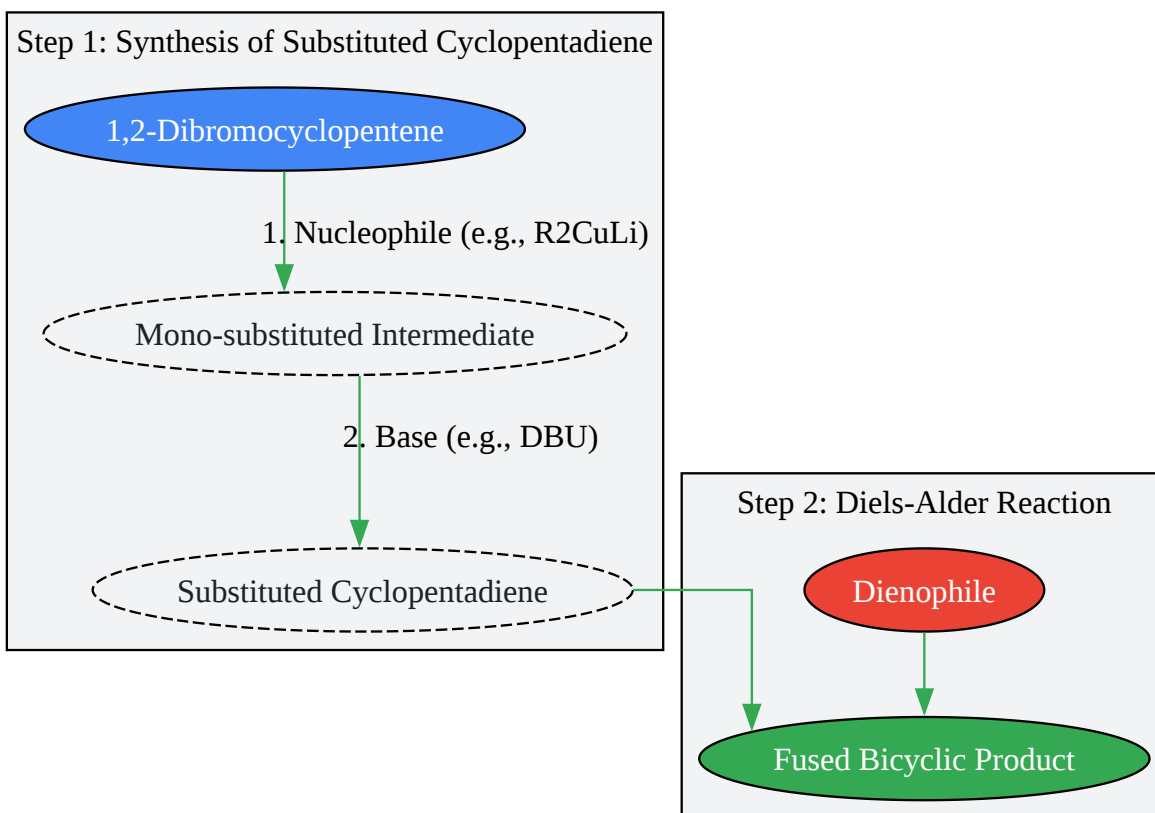 Step 1: Synthesis of Substituted Cyclopentadiene
1,2-Dibromocyclopentene
1. Nucleophile (e.g., R2CuLi)
Mono-substituted Intermediate
2. Base (e.g., DBU)
Substituted Cyclopentadiene
Step 2: Diels-Alder Reaction
Dienophile
Fused Bicyclic Product